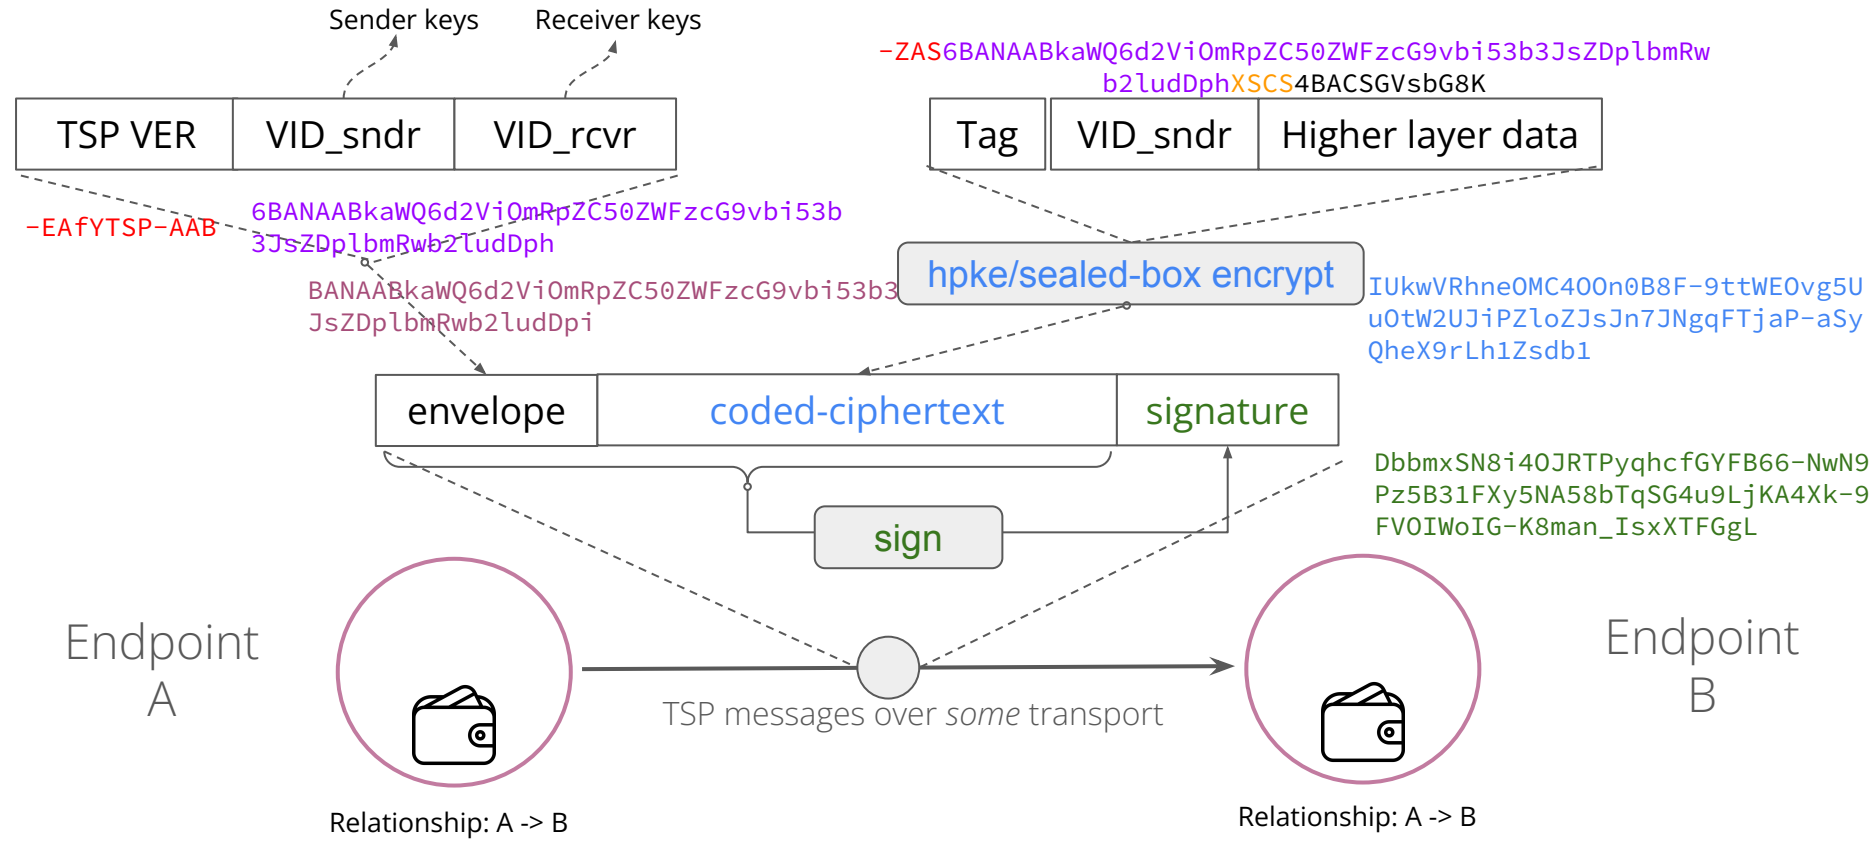 Sender keys
Receiver keys
-ZAS6BANAABkaWQ6d2ViOmRpZC50ZWFzcG9vbi53b3JsZDplbmRw
b2ludDphXSCS4BACSGVsbG8K
TSP VER
VID_sndr
VID_rcvr
Tag
VID_sndr
Higher layer data
-EAfYTSP-AAB
6BANAABkaWQ6d2ViOmRpZC50ZWFzcG9vbi53b
3JsZDplbmRwb2ludDph
BANAABkaWQ6d2ViOmRpZC50ZWFzcG9vbi53b3
JsZDplbmRwb2ludDpi
hpke/sealed-box encrypt
IUkwVRhneOMC4OOn0B8F-9ttWEOvg5U
uOtW2UJiPZloZJsJn7JNgqFTjaP-aSy
QheX9rLh1Zsdb1
envelope
coded-ciphertext
signature
DbbmxSN8i4OJRTPyqhcfGYFB66-NwN9
Pz5B31FXy5NA58bTqSG4u9LjKA4Xk-9
FVOIWoIG-K8man_IsxXTFGgL
sign
Endpoint
A
Endpoint
B
TSP messages over some transport
Relationship: A -> B
Relationship: A -> B